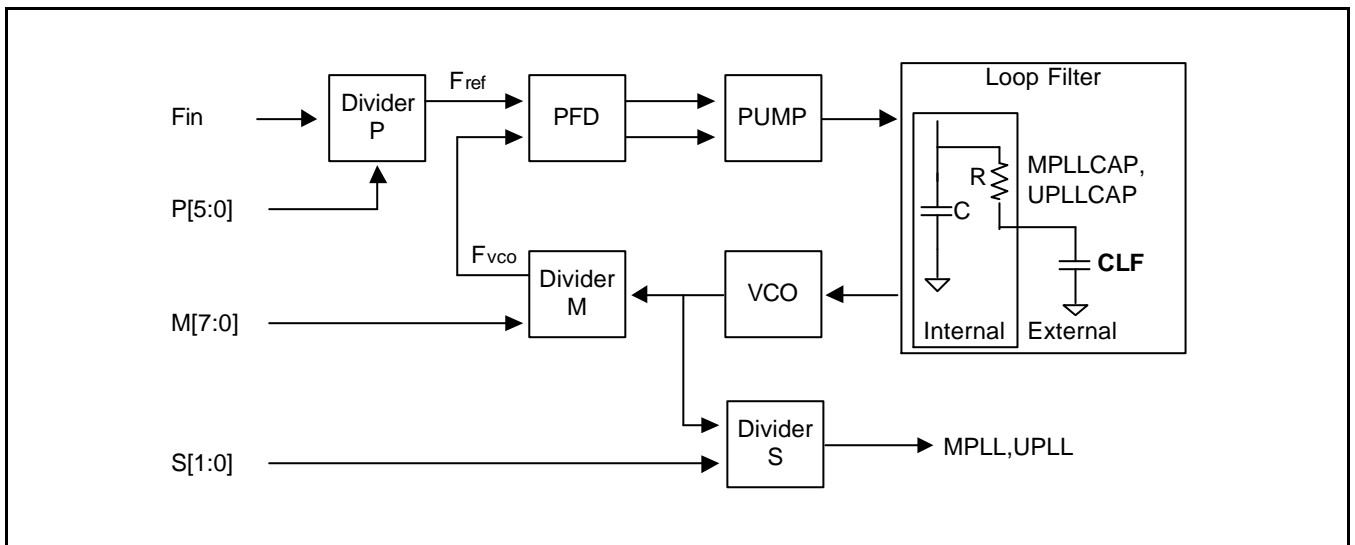 Loop Filter
Fin
Divider
P
Fref
PFD
PUMP
R
C
MPLLCAP,
UPLLCAP
CLF
Internal
External
P[5:0]
Fvco
Divider
M
VCO
M[7:0]
Divider
S
MPLL,UPLL
S[1:0]